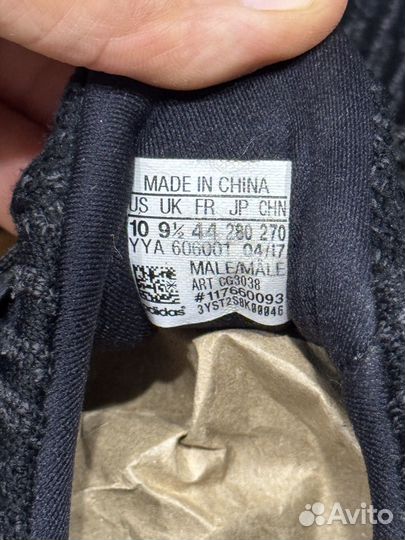 MADE IN CHINA
US UK FR JP CHN
10 9½ 44 280 270
YYA 606001 04/17
MALE/MÂLE
ART CG3038
#117660093
3YST2S8K00046
adidas
Avito